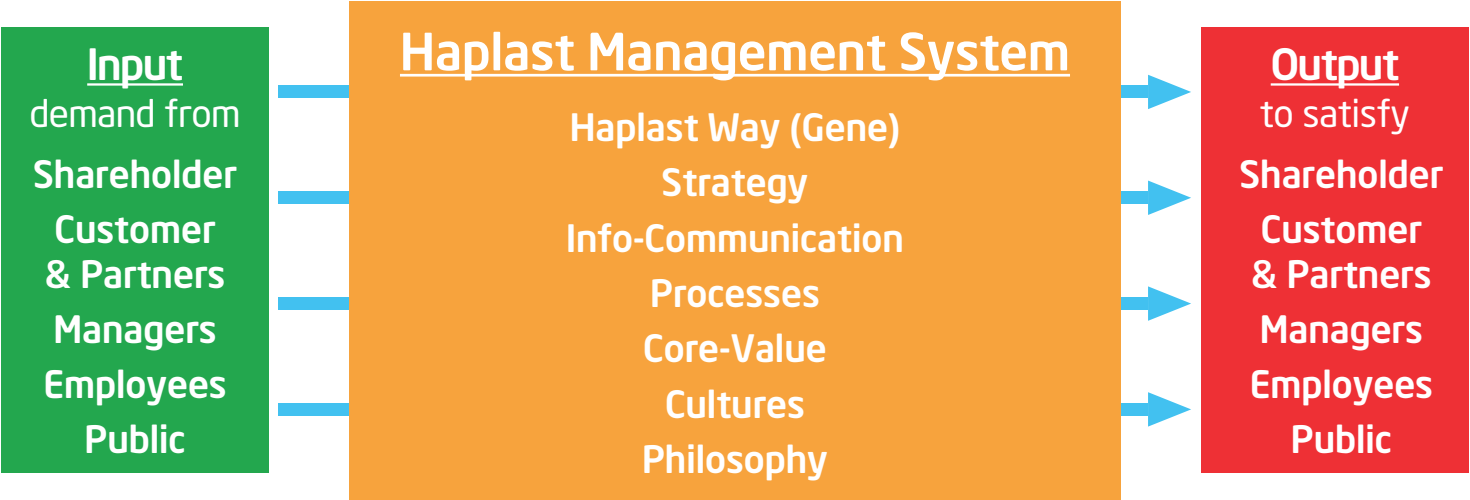 Input
demand from
Shareholder
Customer
& Partners
Managers
Employees
Public
Haplast Management System
Haplast Way (Gene)
Strategy
Info-Communication
Processes
Core-Value
Cultures
Philosophy
Output
to satisfy
Shareholder
Customer
& Partners
Managers
Employees
Public